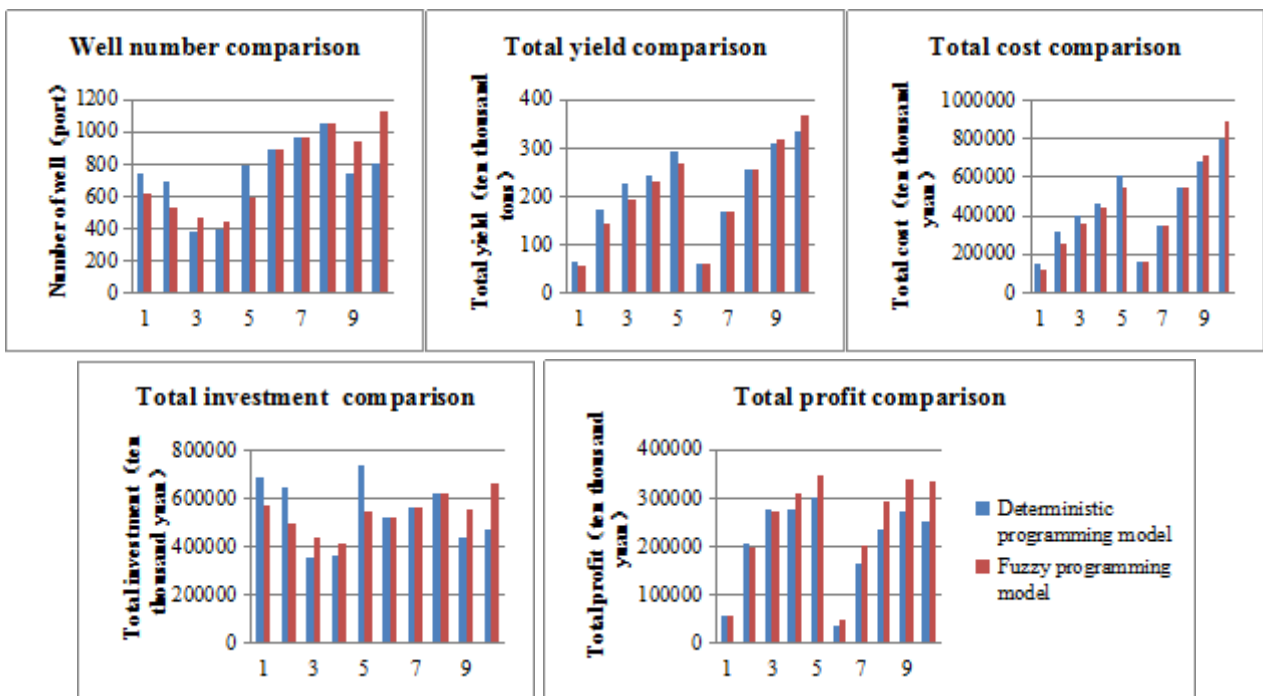 Well number comparison
Number of well (port)
1200
1000
800
600
400
200
0
1 3 5 7 9
Total yield comparison
Total yield (ten thousand
tons)
400
300
200
100
0
1 3 5 7 9
Total cost comparison
Total cost (ten thousand
yuan)
1000000
800000
600000
400000
200000
0
1 3 5 7 9
Total investment comparison
Total investment (ten
thousand yuan)
800000
600000
400000
200000
0
1 3 5 7 9
Total profit comparison
Total profit (ten thousand
yuan)
400000
300000
200000
100000
0
1 3 5 7 9
Deterministic
programming model
Fuzzy programming
model